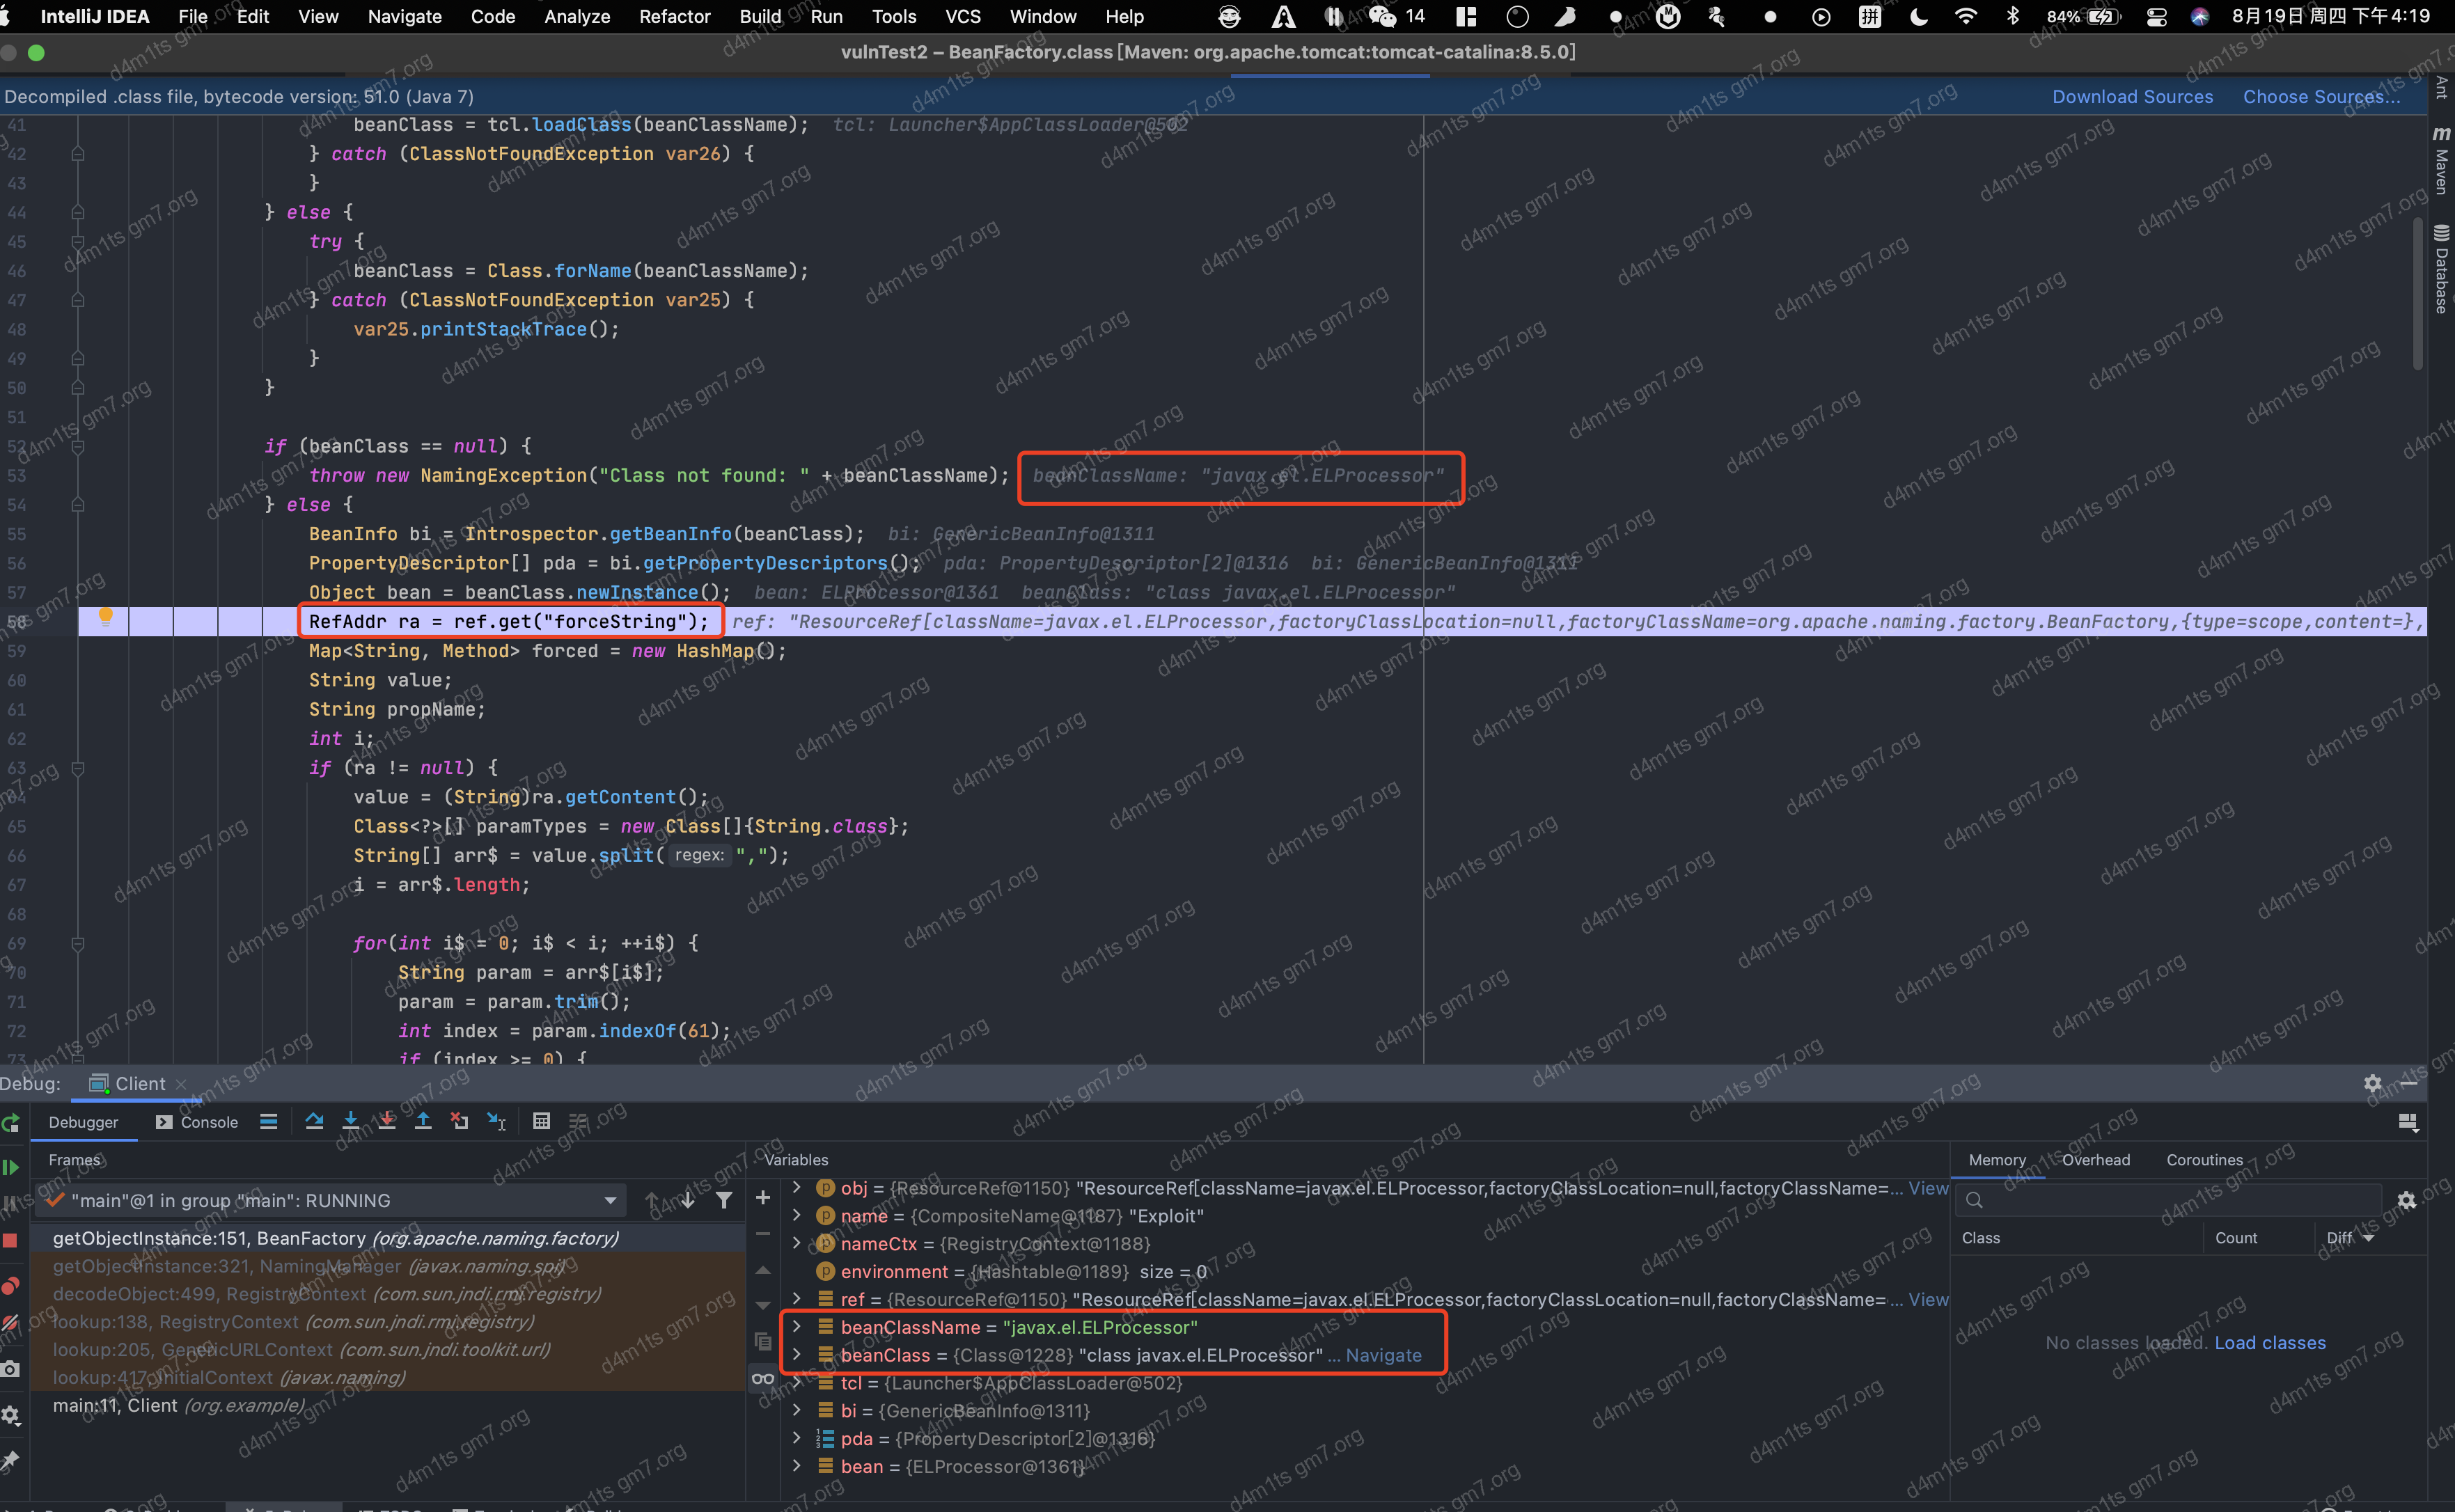 IntelliJ IDEA File Edit View Navigate Code Analyze Refactor Build Run Tools VCS Window Help 14 拼 84% 8月19日 周四 下午4:19
vulnTest2 – BeanFactory.class [Maven: org.apache.tomcat:tomcat-catalina:8.5.0]
Decompiled .class file, bytecode version: 51.0 (Java 7) Download Sources Choose Sources...
Ant
Maven
Database
41 beanClass = tcl.loadClass(beanClassName); tcl: Launcher$AppClassLoader@502
42 } catch (ClassNotFoundException var26) {
43 }
44 } else {
45 try {
46 beanClass = Class.forName(beanClassName);
47 } catch (ClassNotFoundException var25) {
48 var25.printStackTrace();
49 }
50 }
51
52 if (beanClass == null) {
53 throw new NamingException("Class not found: " + beanClassName); beanClassName: "javax.el.ELProcessor"
54 } else {
55 BeanInfo bi = Introspector.getBeanInfo(beanClass); bi: GenericBeanInfo@1311
56 PropertyDescriptor[] pda = bi.getPropertyDescriptors(); pda: PropertyDescriptor[2]@1316 bi: GenericBeanInfo@1311
57 Object bean = beanClass.newInstance(); bean: ELProcessor@1361 beanClass: "class javax.el.ELProcessor"
58 RefAddr ra = ref.get("forceString"); ref: "ResourceRef[className=javax.el.ELProcessor,factoryClassLocation=null,factoryClassName=org.apache.naming.factory.BeanFactory,{type=scope,content=},
59 Map<String, Method> forced = new HashMap();
60 String value;
61 String propName;
62 int i;
63 if (ra != null) {
64 value = (String)ra.getContent();
65 Class<?>[] paramTypes = new Class[]{String.class};
66 String[] arr$ = value.split( regex: ",");
67 i = arr$.length;
68
69 for(int i$ = 0; i$ < i; ++i$) {
70 String param = arr$[i$];
71 param = param.trim();
72 int index = param.indexOf(61);
73 if (index >= 0) {
Debug: Client
Debugger Console
Frames Variables Memory Overhead Coroutines
"main"@1 in group "main": RUNNING
getObjectInstance:151, BeanFactory (org.apache.naming.factory)
getObjectInstance:321, NamingManager (javax.naming.spi)
decodeObject:499, RegistryContext (com.sun.jndi.rmi.registry)
lookup:138, RegistryContext (com.sun.jndi.rmi.registry)
lookup:205, GenericURLContext (com.sun.jndi.toolkit.url)
lookup:417, InitialContext (javax.naming)
main:11, Client (org.example)
obj = {ResourceRef@1150} "ResourceRef[className=javax.el.ELProcessor,factoryClassLocation=null,factoryClassName=... View
name = {CompositeName@1187} "Exploit"
nameCtx = {RegistryContext@1188}
environment = {Hashtable@1189} size = 0
ref = {ResourceRef@1150} "ResourceRef[className=javax.el.ELProcessor,factoryClassLocation=null,factoryClassName=... View
beanClassName = "javax.el.ELProcessor"
beanClass = {Class@1228} "class javax.el.ELProcessor" ... Navigate
tcl = {Launcher$AppClassLoader@502}
bi = {GenericBeanInfo@1311}
pda = {PropertyDescriptor[2]@1316}
bean = {ELProcessor@1361}
Class Count Diff
No classes loaded. Load classes
d4m1ts gm7.org